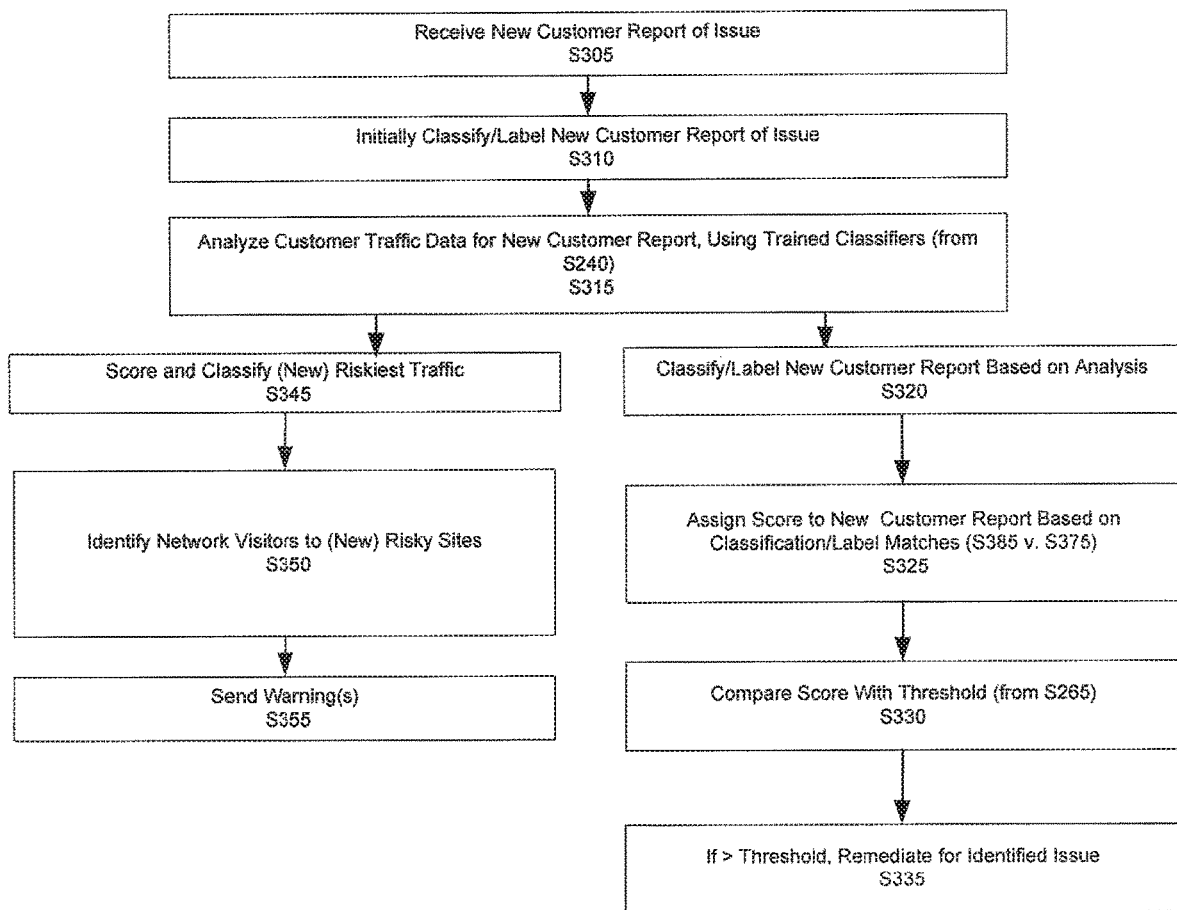 Receive New Customer Report of Issue
S305
Initially Classify/Label New Customer Report of Issue
S310
Analyze Customer Traffic Data for New Customer Report, Using Trained Classifiers (from
S240)
S315
Score and Classify (New) Riskiest Traffic
S345
Classify/Label New Customer Report Based on Analysis
S320
Identify Network Visitors to (New) Risky Sites
S350
Assign Score to New Customer Report Based on
Classification/Label Matches (S385 v. S375)
S325
Send Warning(s)
S355
Compare Score With Threshold (from S265)
S330
If > Threshold, Remediate for Identified Issue
S335